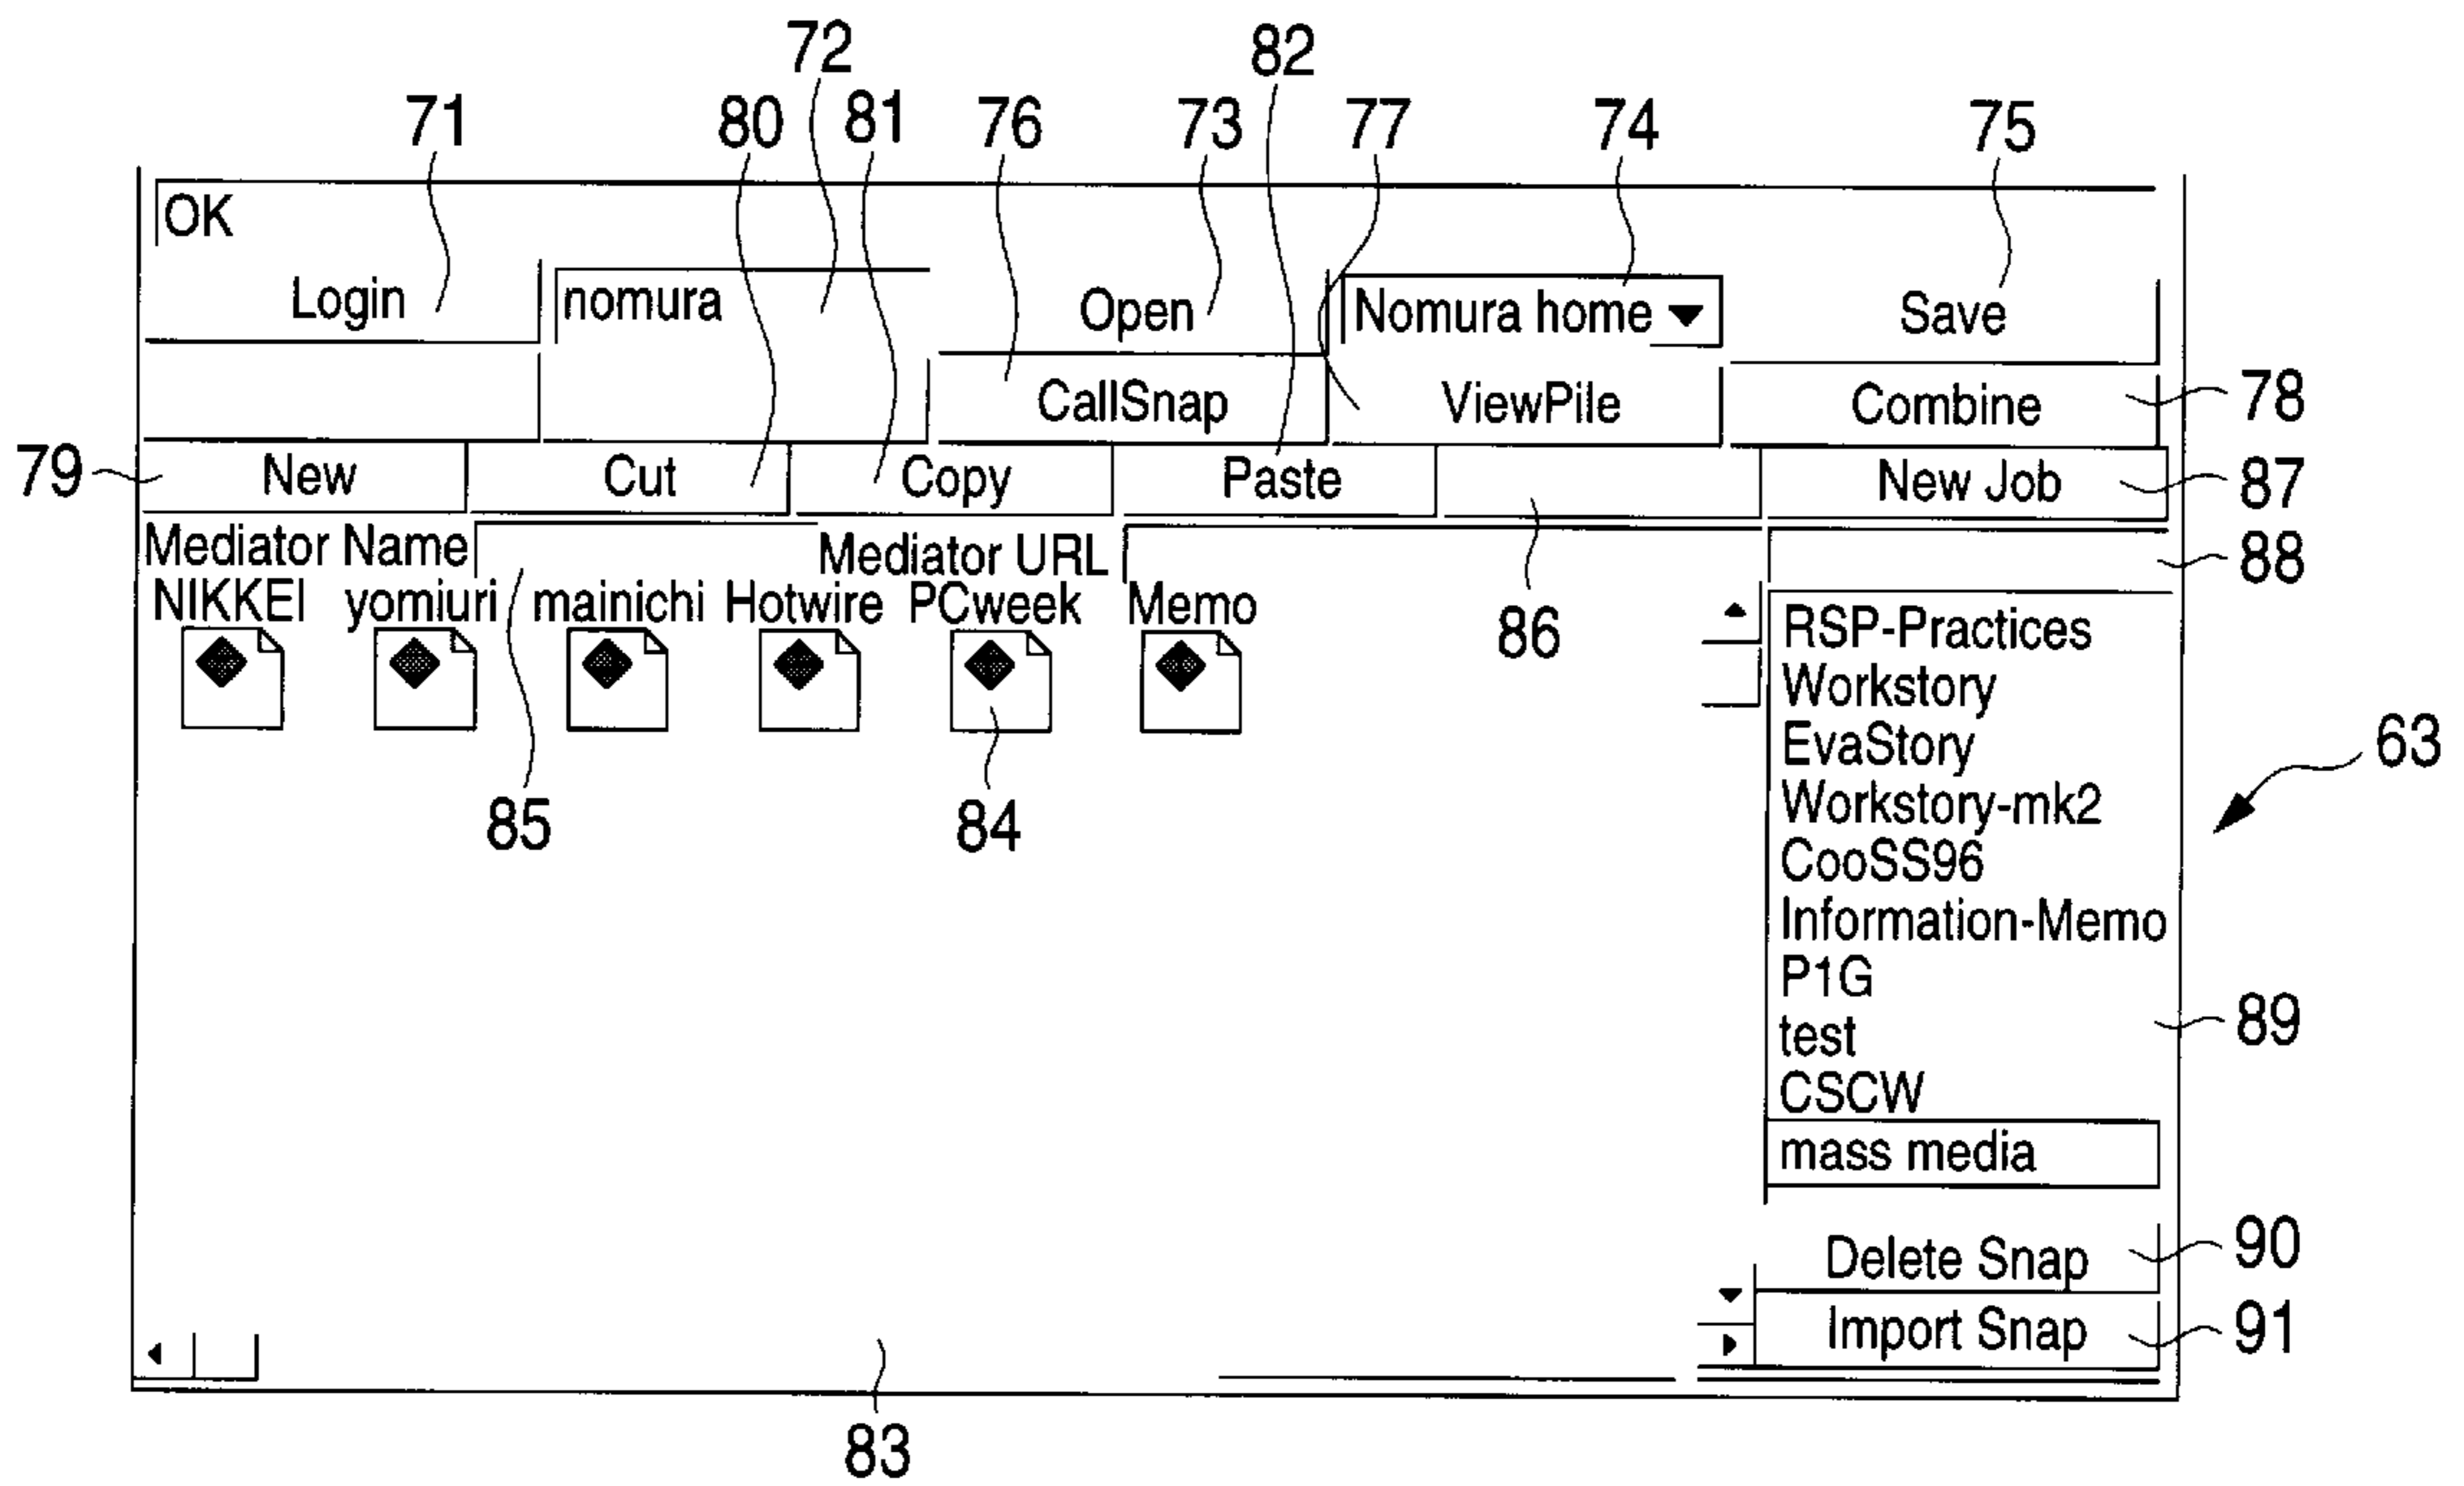 72 82
71 80 81 76 73 77 74 75
OK
Login nomura Open Nomura home Save
CallSnap ViewPile Combine 78
79 New Cut Copy Paste New Job 87
Mediator Name Mediator URL 88
NIKKEI yomiuri mainichi Hotwire PCweek Memo
86
RSP-Practices
Workstory
EvaStory
63
Workstory-mk2
85 84
CooSS96
Information-Memo
P1G
89
test
CSCW
mass media
Delete Snap 90
Import Snap 91
83